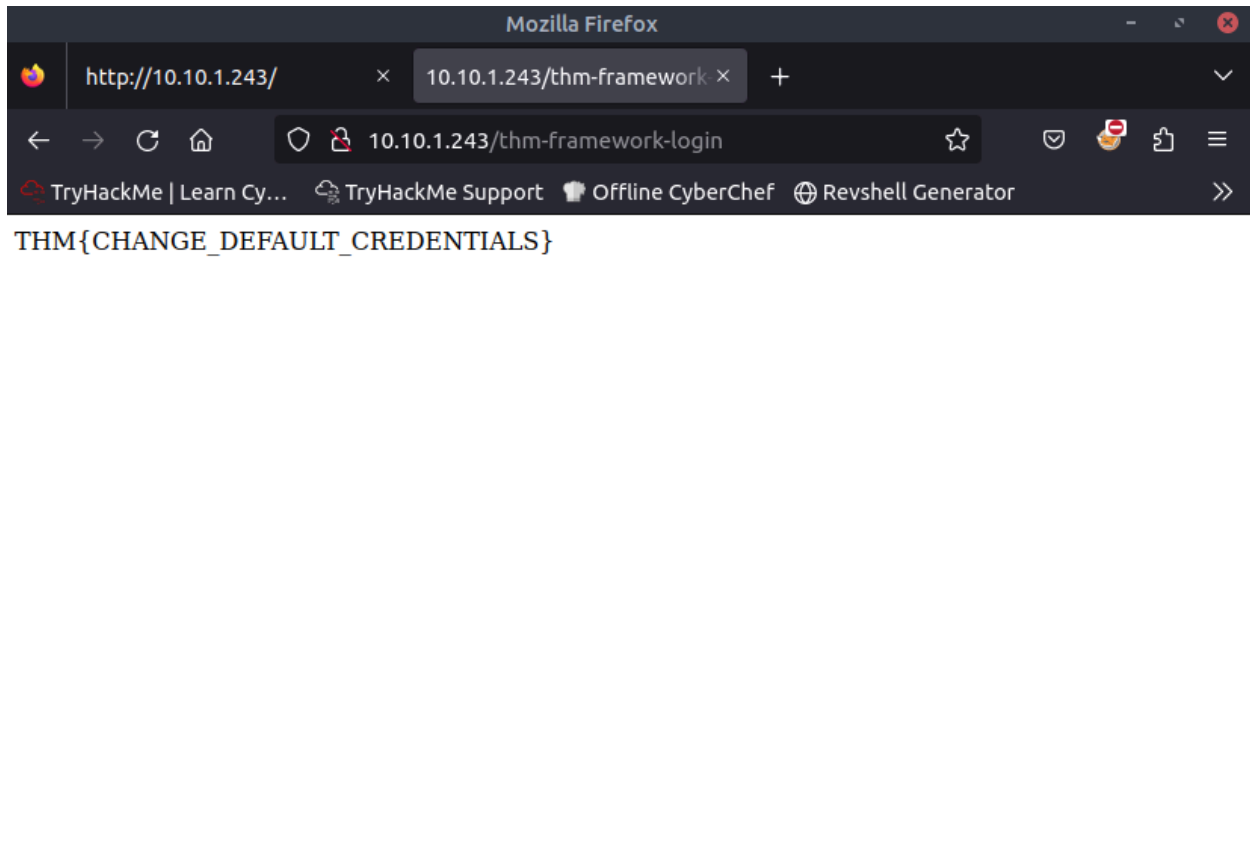 Mozilla Firefox
http://10.10.1.243/
10.10.1.243/thm-framework-
10.10.1.243/thm-framework-login
TryHackMe | Learn Cy... TryHackMe Support Offline CyberChef Revshell Generator
THM{CHANGE_DEFAULT_CREDENTIALS}